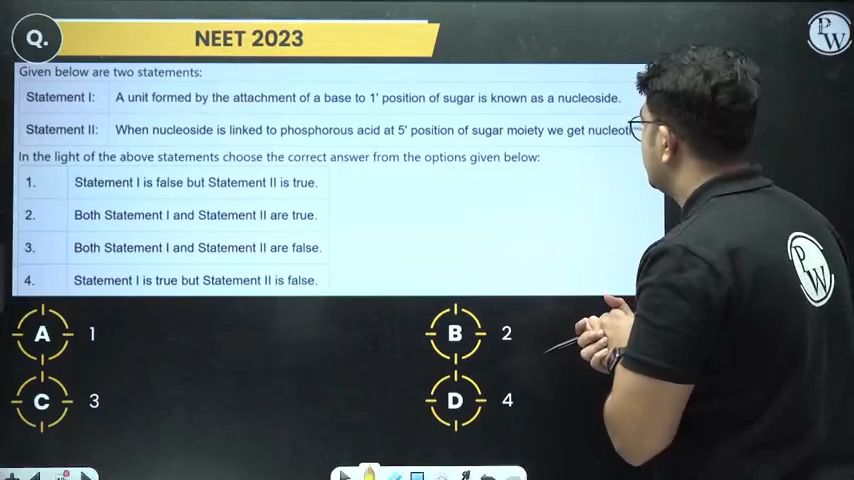 Q.
NEET 2023
PW
Given below are two statements:
Statement I: A unit formed by the attachment of a base to 1' position of sugar is known as a nucleoside.
Statement II: When nucleoside is linked to phosphorous acid at 5' position of sugar moiety we get
In the light of the above statements choose the correct answer from the options given below:
1. Statement I is false but Statement II is true.
2. Both Statement I and Statement II are true.
3. Both Statement I and Statement II are false.
4. Statement I is true but Statement II is false.
PW
A 1
B 2
C 3
D 4